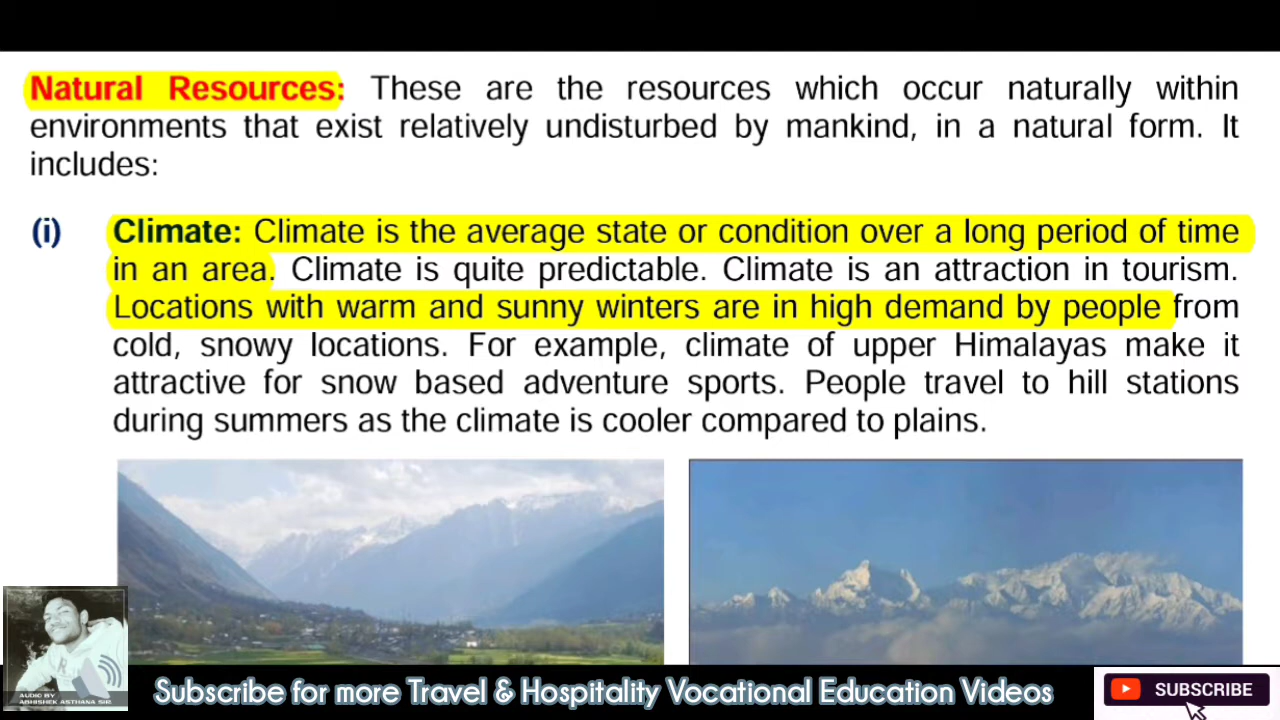 Natural Resources: These are the resources which occur naturally within
environments that exist relatively undisturbed by mankind, in a natural form. It
includes:
(i) Climate: Climate is the average state or condition over a long period of time
in an area. Climate is quite predictable. Climate is an attraction in tourism.
Locations with warm and sunny winters are in high demand by people from
cold, snowy locations. For example, climate of upper Himalayas make it
attractive for snow based adventure sports. People travel to hill stations
during summers as the climate is cooler compared to plains.
AUDIO BY
ABHISHEK ASTHANA SIR
Subscribe for more Travel & Hospitality Vocational Education Videos
SUBSCRIBE